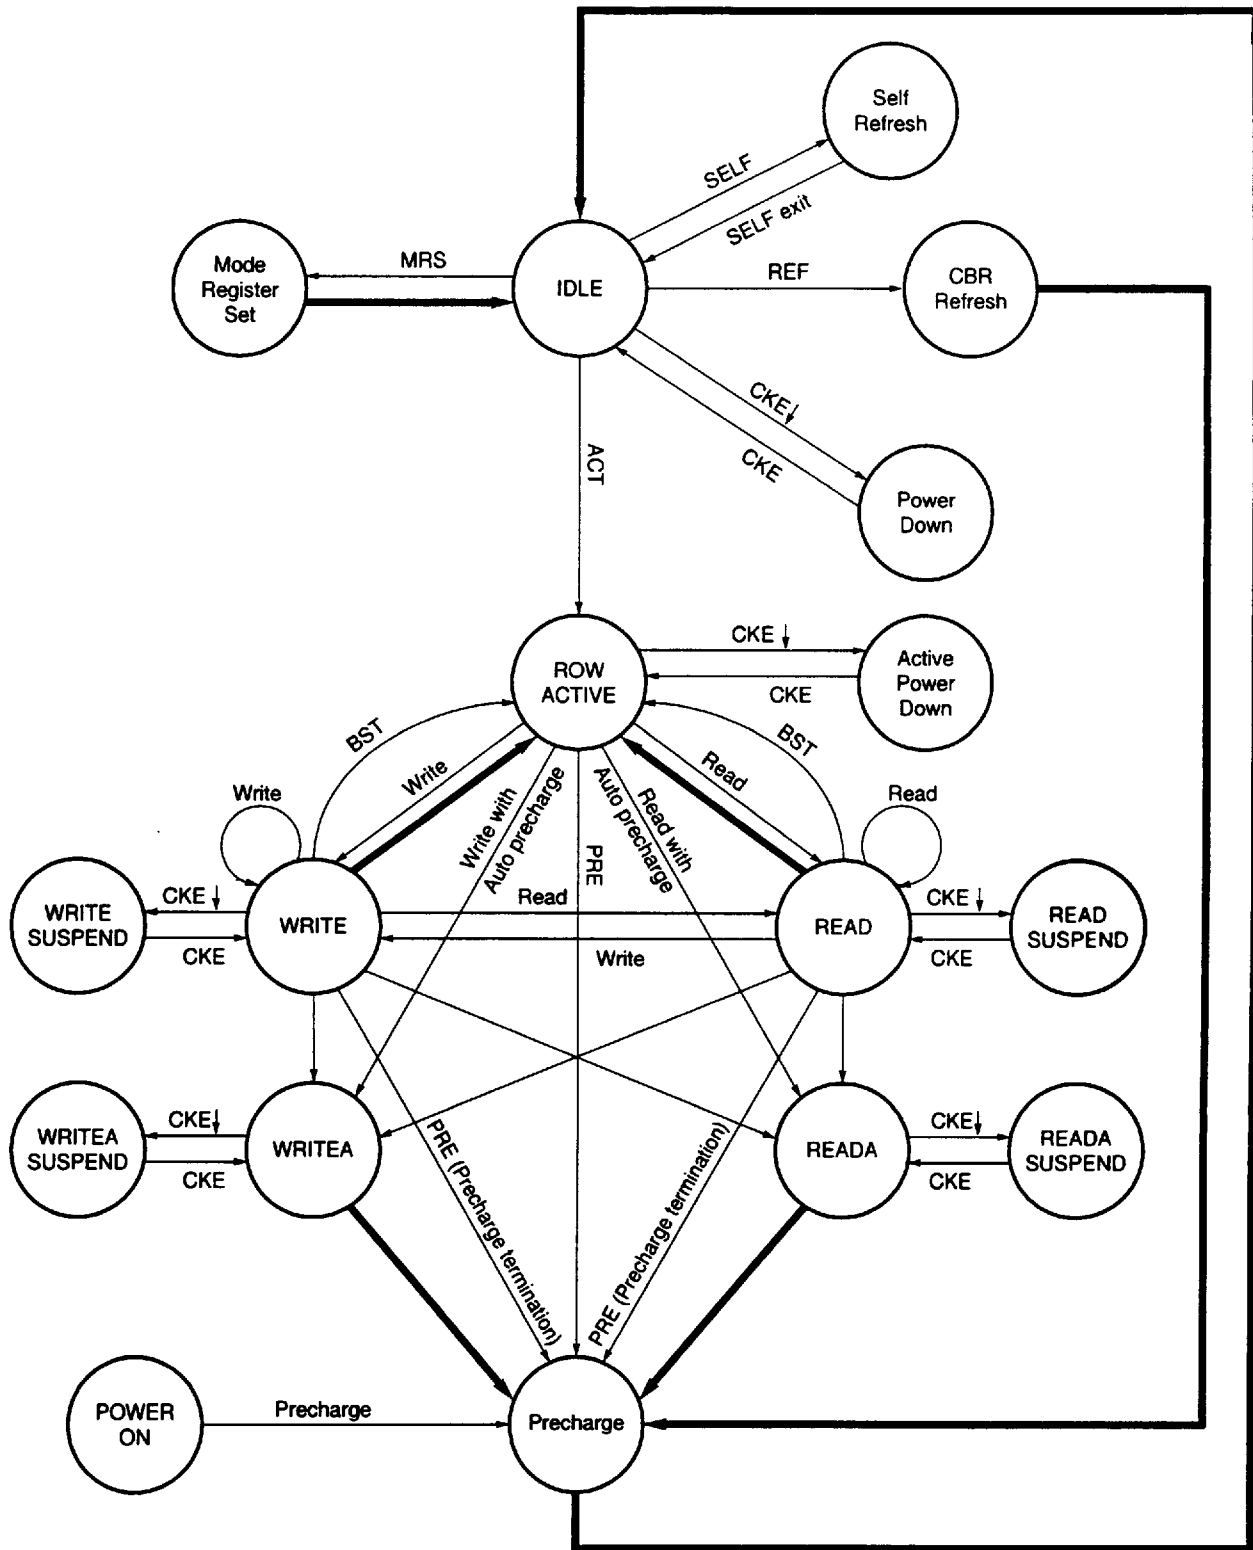 Self
Refresh
SELF
SELF exit
Mode
Register
Set
MRS
IDLE
REF
CBR
Refresh
CKE↓
CKE
Power
Down
ACT
ROW
ACTIVE
CKE ↓
CKE
Active
Power
Down
BST
Write
Write
Write with
Auto precharge
PRE
Read with
Auto precharge
Read
BST
Read
WRITE
SUSPEND
CKE ↓
CKE
WRITE
Read
Write
READ
CKE ↓
CKE
READ
SUSPEND
WRITEA
SUSPEND
CKE↓
CKE
WRITEA
PRE (Precharge termination)
PRE (Precharge termination)
READA
CKE↓
CKE
READA
SUSPEND
POWER
ON
Precharge
Precharge